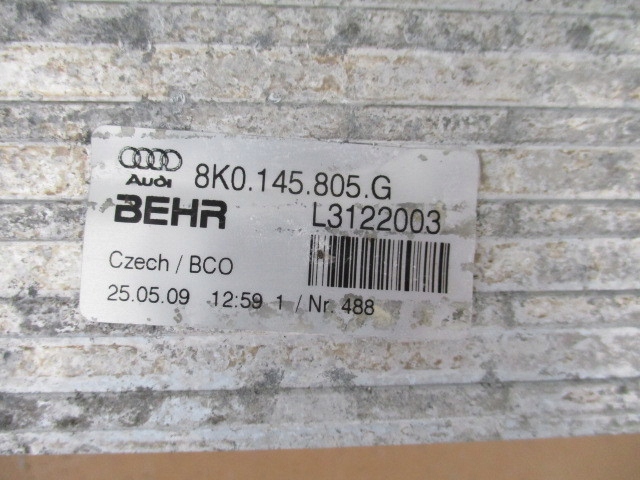 8K0.145.805.G
Audi
BEHR L3122003
Czech / BCO
25.05.09 12:59 1 / Nr. 488